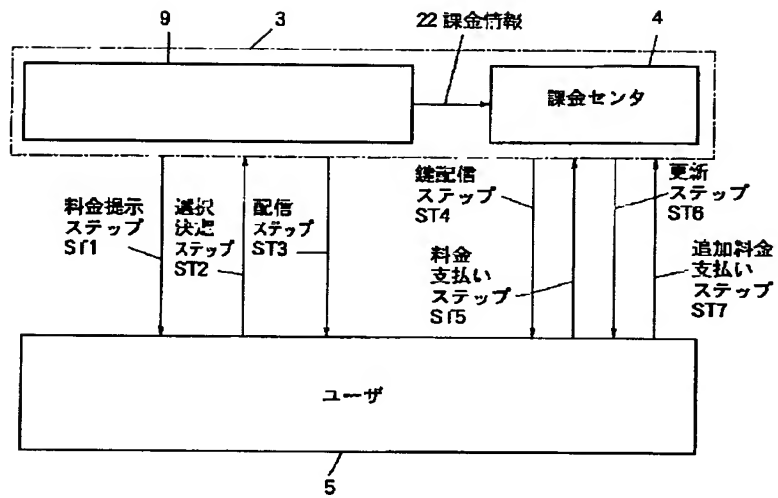 9
3
22 課金情報
4
課金センタ
料金提示
ステップ
ST1
選択
決定
ステップ
ST2
配信
ステップ
ST3
鍵配信
ステップ
ST4
料金
支払い
ステップ
ST5
更新
ステップ
ST6
追加料金
支払い
ステップ
ST7
ユーザ
5